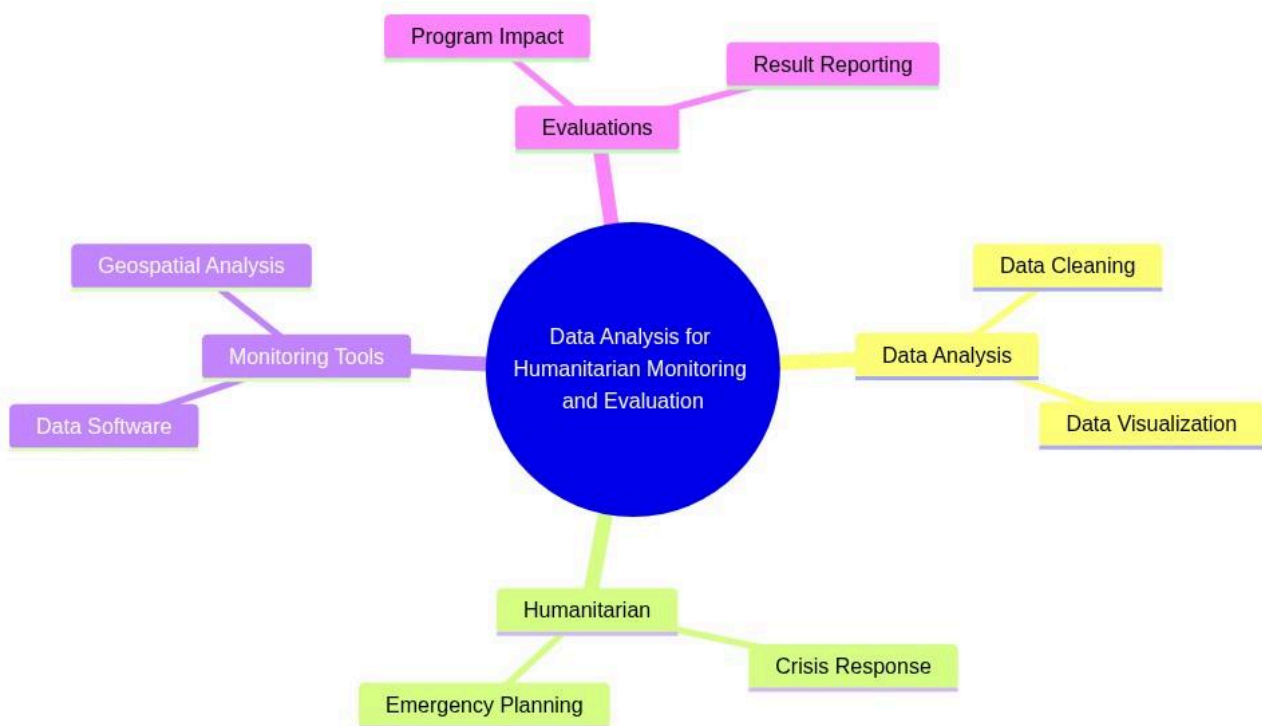 Program Impact
Result Reporting
Evaluations
Geospatial Analysis
Monitoring Tools
Data Software
Data Analysis for
Humanitarian Monitoring
and Evaluation
Data Cleaning
Data Analysis
Data Visualization
Humanitarian
Crisis Response
Emergency Planning